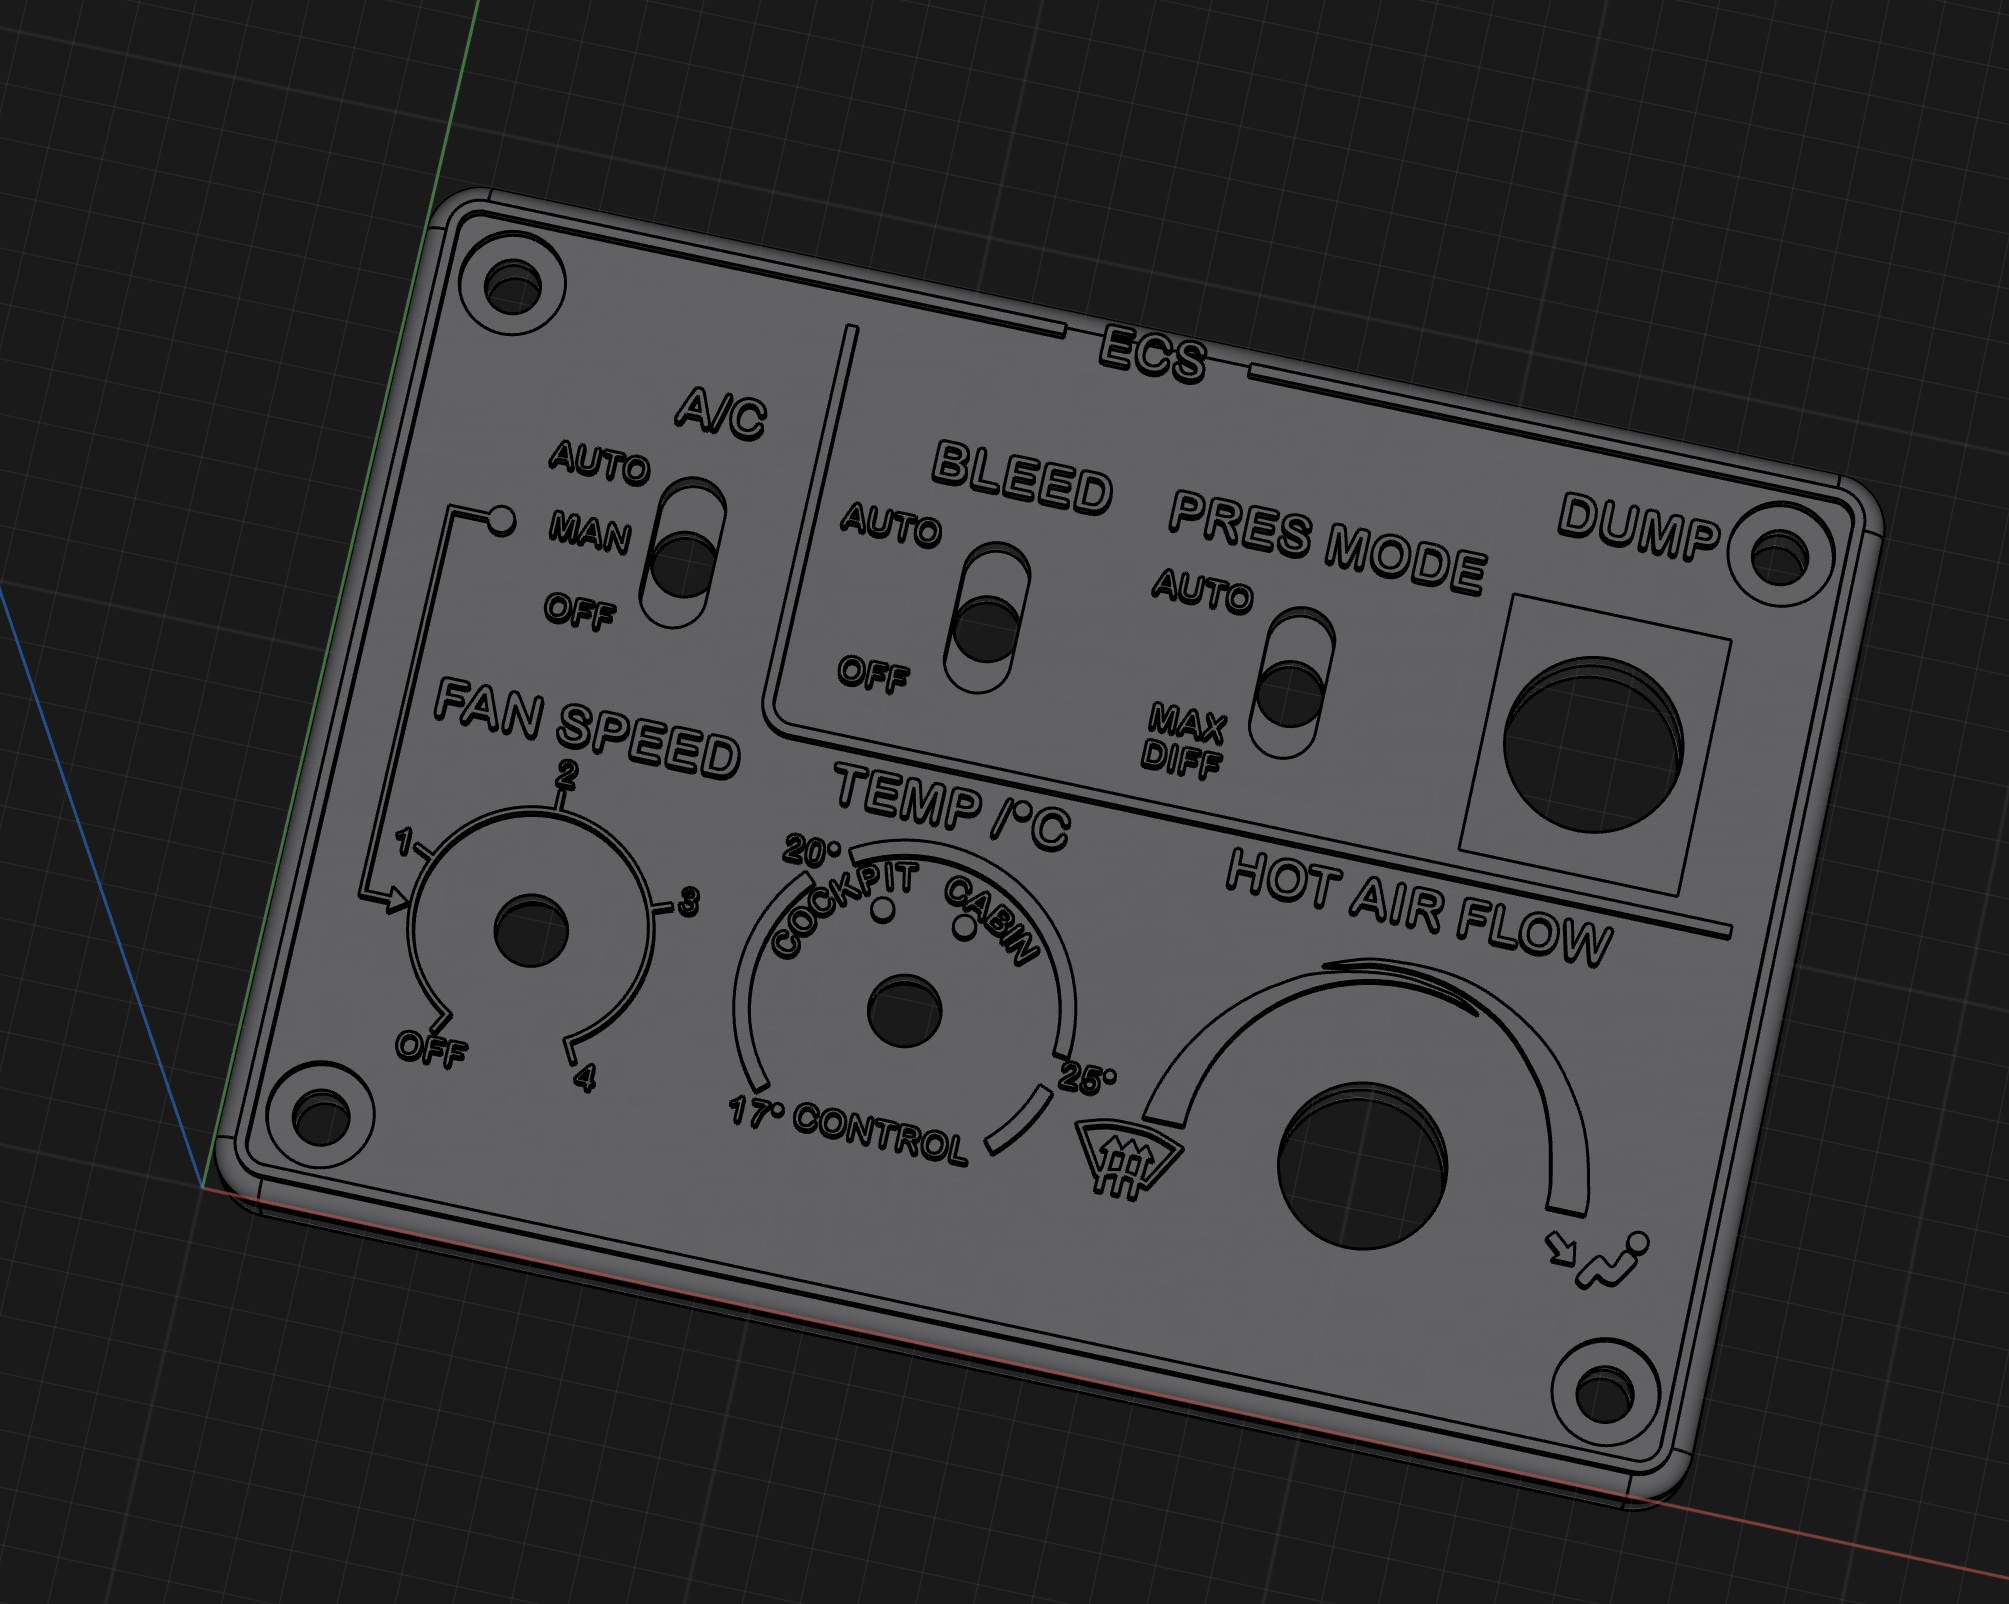 ECS
A/C
AUTO
MAN
OFF
BLEED
AUTO
OFF
PRES MODE
AUTO
MAX
DIFF
DUMP
FAN SPEED
OFF
1
2
3
4
TEMP /°C
20°
COCKPIT CABIN
25°
17° CONTROL
HOT AIR FLOW